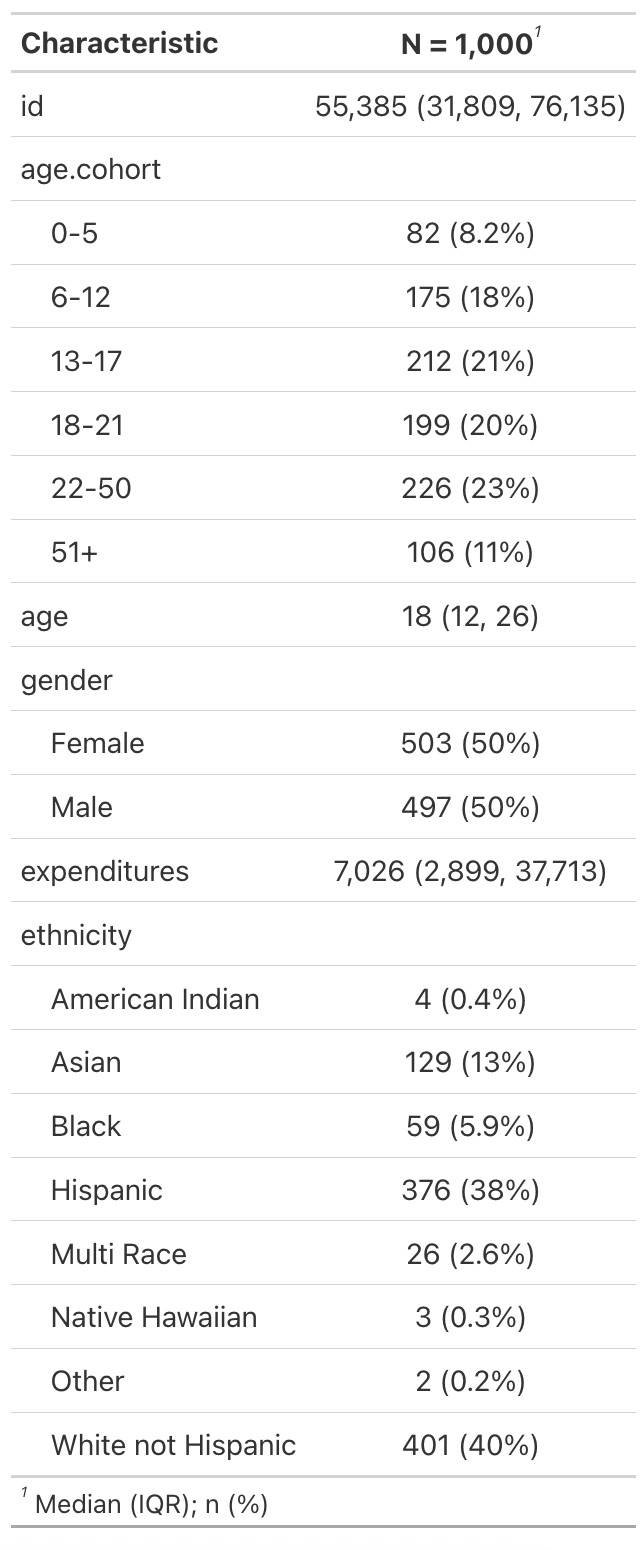 Characteristic N = 1,000¹
id 55,385 (31,809, 76,135)
age.cohort
0-5 82 (8.2%)
6-12 175 (18%)
13-17 212 (21%)
18-21 199 (20%)
22-50 226 (23%)
51+ 106 (11%)
age 18 (12, 26)
gender
Female 503 (50%)
Male 497 (50%)
expenditures 7,026 (2,899, 37,713)
ethnicity
American Indian 4 (0.4%)
Asian 129 (13%)
Black 59 (5.9%)
Hispanic 376 (38%)
Multi Race 26 (2.6%)
Native Hawaiian 3 (0.3%)
Other 2 (0.2%)
White not Hispanic 401 (40%)
¹ Median (IQR); n (%)